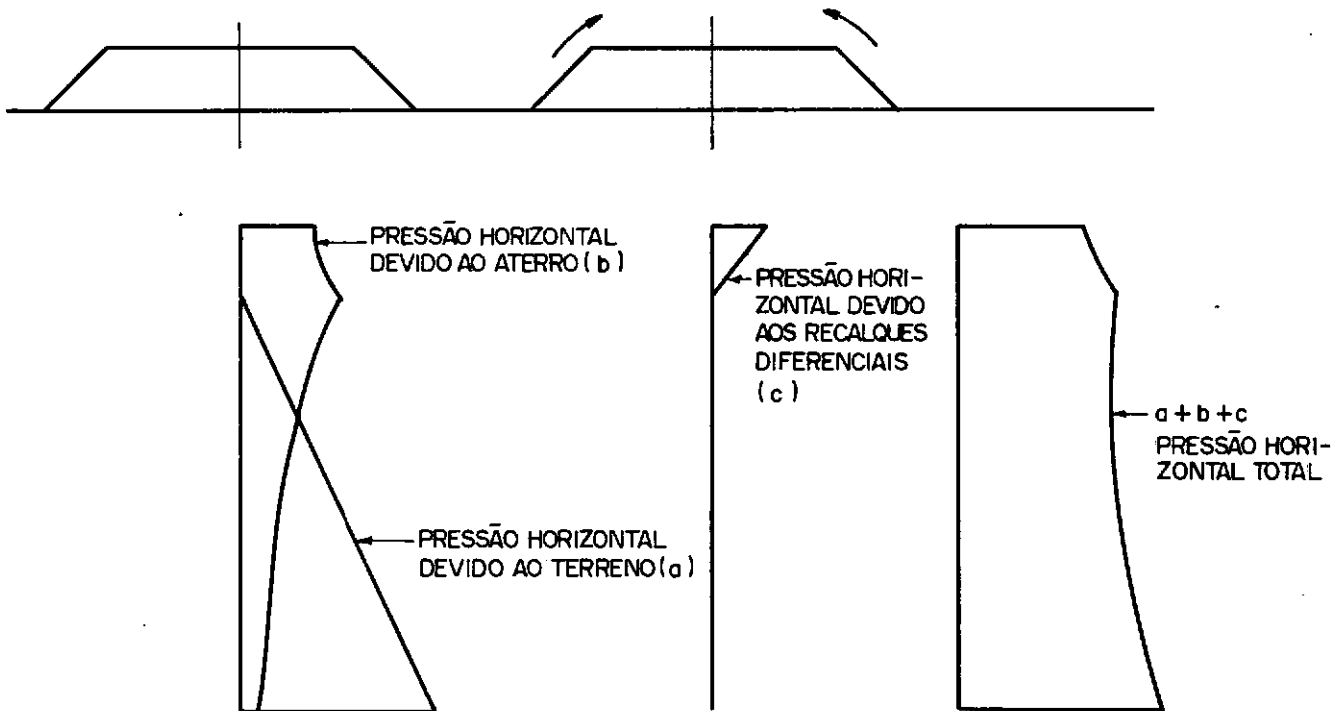 PRESSÃO HORIZONTAL
DEVIDO AO ATERRO (b)
PRESSÃO HORI-
ZONTAL DEVIDO
AOS RECALQUES
DIFERENCIAIS
(c)
a + b + c
PRESSÃO HORI-
ZONTAL TOTAL
PRESSÃO HORIZONTAL
DEVIDO AO TERRENO (a)